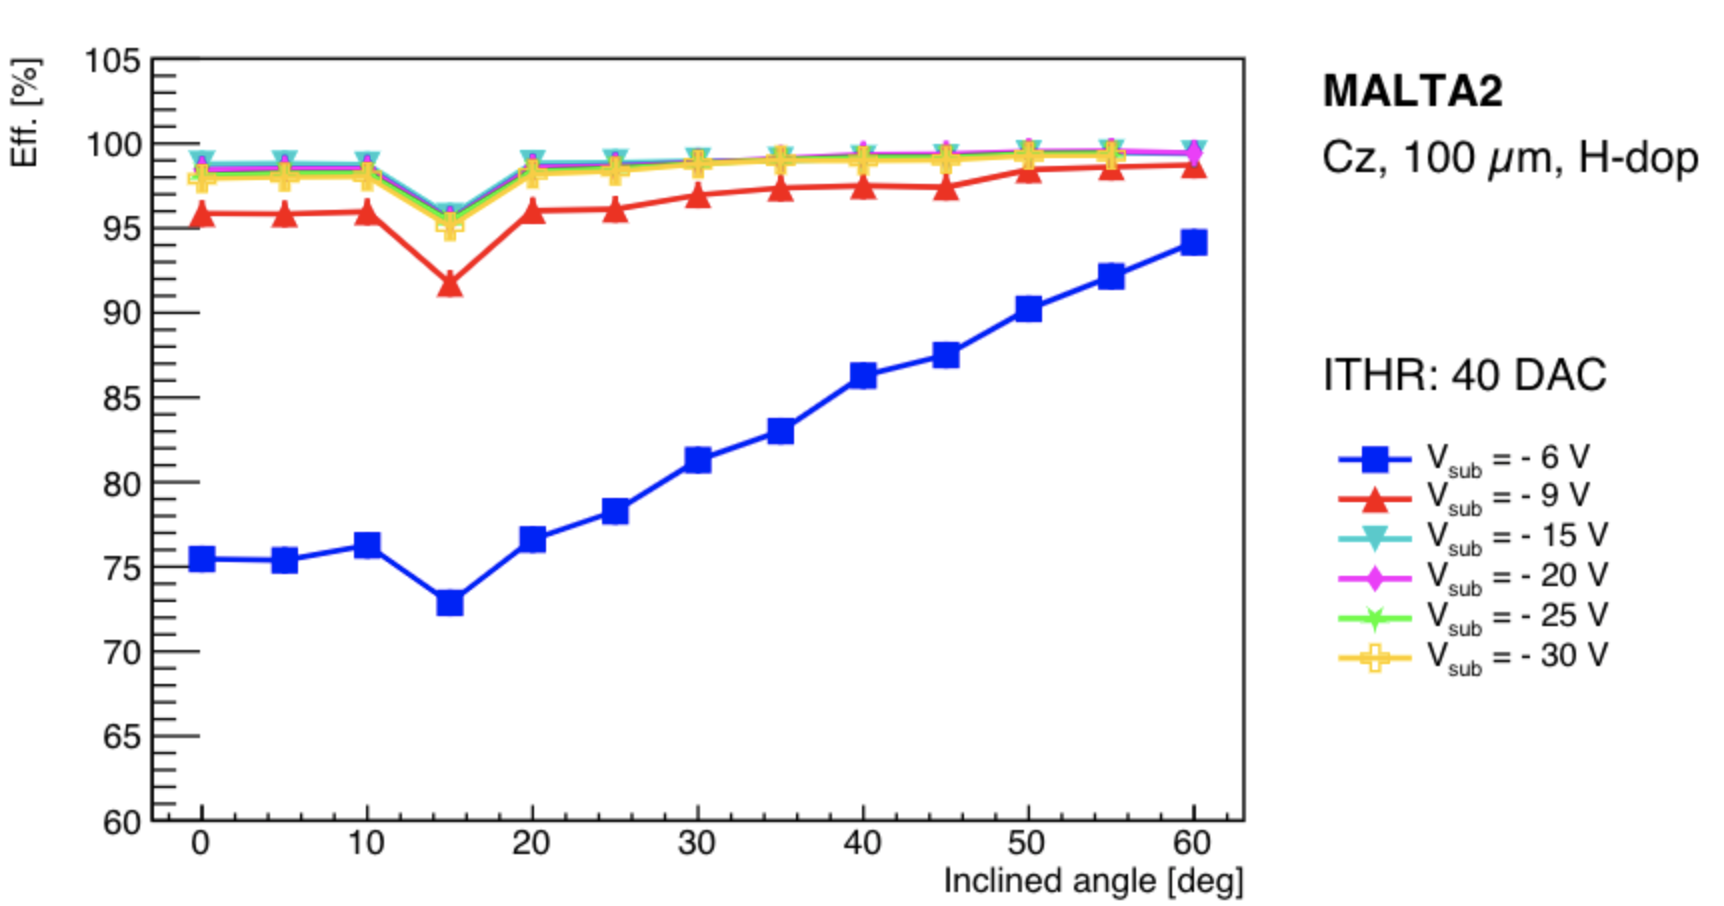 Eff. [%]
105
100
95
90
85
80
75
70
65
60
0 10 20 30 40 50 60
Inclined angle [deg]
MALTA2
Cz, 100 µm, H-dop
ITHR: 40 DAC
Vsub = - 6 V
Vsub = - 9 V
Vsub = - 15 V
Vsub = - 20 V
Vsub = - 25 V
Vsub = - 30 V